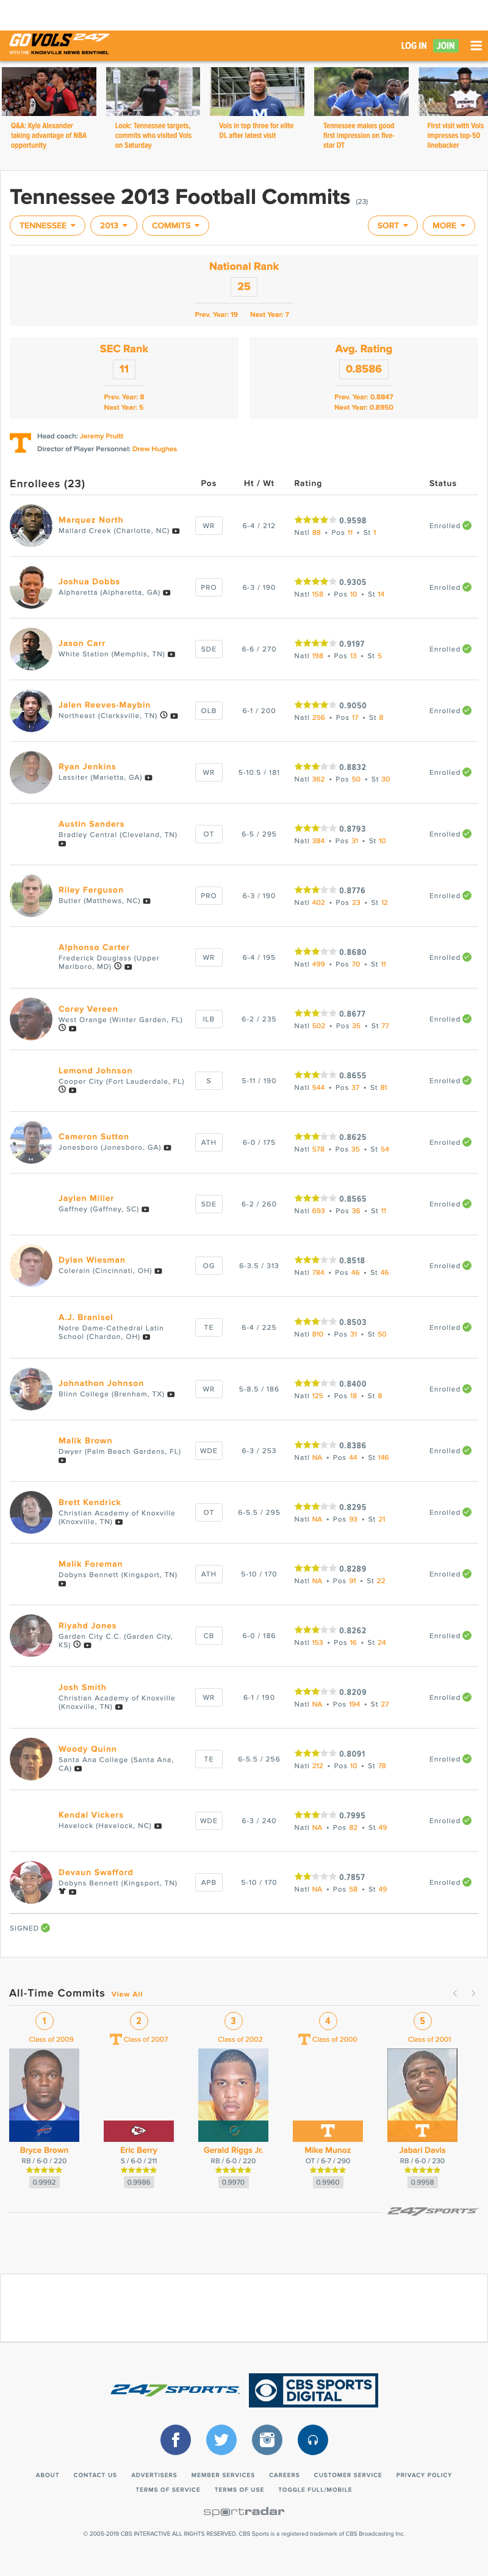 GOVOLS247
WITH THE KNOXVILLE NEWS SENTINEL
LOG IN JOIN
Q&A: Kyle Alexander
taking advantage of NBA
opportunity
Look: Tennessee targets,
commits who visited Vols
on Saturday
Vols in top three for elite
DL after latest visit
Tennessee makes good
first impression on five-
star DT
First visit with Vols
impresses top-50
linebacker
Tennessee 2013 Football Commits (23)
TENNESSEE 2013 COMMITS SORT MORE
National Rank
25
Prev. Year: 19 Next Year: 7
SEC Rank
11
Prev. Year: 8
Next Year: 5
Avg. Rating
0.8586
Prev. Year: 0.8847
Next Year: 0.8950
Head coach: Jeremy Pruitt
Director of Player Personnel: Drew Hughes
Enrollees (23) Pos Ht / Wt Rating Status
Marquez North
Mallard Creek (Charlotte, NC)
WR 6-4 / 212 0.9598
Natl 88 • Pos 11 • St 1
Enrolled
Joshua Dobbs
Alpharetta (Alpharetta, GA)
PRO 6-3 / 190 0.9305
Natl 158 • Pos 10 • St 14
Enrolled
Jason Carr
White Station (Memphis, TN)
SDE 6-6 / 270 0.9197
Natl 198 • Pos 13 • St 5
Enrolled
Jalen Reeves-Maybin
Northeast (Clarksville, TN)
OLB 6-1 / 200 0.9050
Natl 256 • Pos 17 • St 8
Enrolled
Ryan Jenkins
Lassiter (Marietta, GA)
WR 5-10.5 / 181 0.8832
Natl 362 • Pos 50 • St 30
Enrolled
Austin Sanders
Bradley Central (Cleveland, TN)
OT 6-5 / 295 0.8793
Natl 384 • Pos 31 • St 10
Enrolled
Riley Ferguson
Butler (Matthews, NC)
PRO 6-3 / 190 0.8776
Natl 402 • Pos 23 • St 12
Enrolled
Alphonso Carter
Frederick Douglass (Upper
Marlboro, MD)
WR 6-4 / 195 0.8680
Natl 499 • Pos 70 • St 11
Enrolled
Corey Vereen
West Orange (Winter Garden, FL)
ILB 6-2 / 235 0.8677
Natl 502 • Pos 35 • St 77
Enrolled
Lemond Johnson
Cooper City (Fort Lauderdale, FL)
S 5-11 / 190 0.8655
Natl 544 • Pos 37 • St 81
Enrolled
Cameron Sutton
Jonesboro (Jonesboro, GA)
ATH 6-0 / 175 0.8625
Natl 578 • Pos 35 • St 54
Enrolled
Jaylen Miller
Gaffney (Gaffney, SC)
SDE 6-2 / 260 0.8565
Natl 693 • Pos 36 • St 11
Enrolled
Dylan Wiesman
Colerain (Cincinnati, OH)
OG 6-3.5 / 313 0.8518
Natl 784 • Pos 46 • St 46
Enrolled
A.J. Branisel
Notre Dame-Cathedral Latin
School (Chardon, OH)
TE 6-4 / 225 0.8503
Natl 810 • Pos 31 • St 50
Enrolled
Johnathon Johnson
Blinn College (Brenham, TX)
WR 5-8.5 / 186 0.8400
Natl 125 • Pos 18 • St 8
Enrolled
Malik Brown
Dwyer (Palm Beach Gardens, FL)
WDE 6-3 / 253 0.8386
Natl NA • Pos 44 • St 146
Enrolled
Brett Kendrick
Christian Academy of Knoxville
(Knoxville, TN)
OT 6-5.5 / 295 0.8295
Natl NA • Pos 93 • St 21
Enrolled
Malik Foreman
Dobyns Bennett (Kingsport, TN)
ATH 5-10 / 170 0.8289
Natl NA • Pos 91 • St 22
Enrolled
Riyahd Jones
Garden City C.C. (Garden City,
KS)
CB 6-0 / 186 0.8262
Natl 153 • Pos 16 • St 24
Enrolled
Josh Smith
Christian Academy of Knoxville
(Knoxville, TN)
WR 6-1 / 190 0.8209
Natl NA • Pos 194 • St 27
Enrolled
Woody Quinn
Santa Ana College (Santa Ana,
CA)
TE 6-5.5 / 256 0.8091
Natl 212 • Pos 10 • St 78
Enrolled
Kendal Vickers
Havelock (Havelock, NC)
WDE 6-3 / 240 0.7995
Natl NA • Pos 82 • St 49
Enrolled
Devaun Swafford
Dobyns Bennett (Kingsport, TN)
APB 5-10 / 170 0.7857
Natl NA • Pos 58 • St 49
Enrolled
SIGNED
All-Time Commits View All
1
Class of 2009
Bryce Brown
RB / 6-0 / 220
0.9992
2
Class of 2007
Eric Berry
S / 6-0 / 211
0.9986
3
Class of 2002
Gerald Riggs Jr.
RB / 6-0 / 220
0.9970
4
Class of 2000
Mike Munoz
OT / 6-7 / 290
0.9960
5
Class of 2001
Jabari Davis
RB / 6-0 / 230
0.9958
247SPORTS
247SPORTS CBS SPORTS
DIGITAL
ABOUT CONTACT US ADVERTISERS MEMBER SERVICES CAREERS CUSTOMER SERVICE PRIVACY POLICY
TERMS OF SERVICE TERMS OF USE TOGGLE FULL/MOBILE
sportradar
© 2005-2019 CBS INTERACTIVE ALL RIGHTS RESERVED. CBS Sports is a registered trademark of CBS Broadcasting Inc.